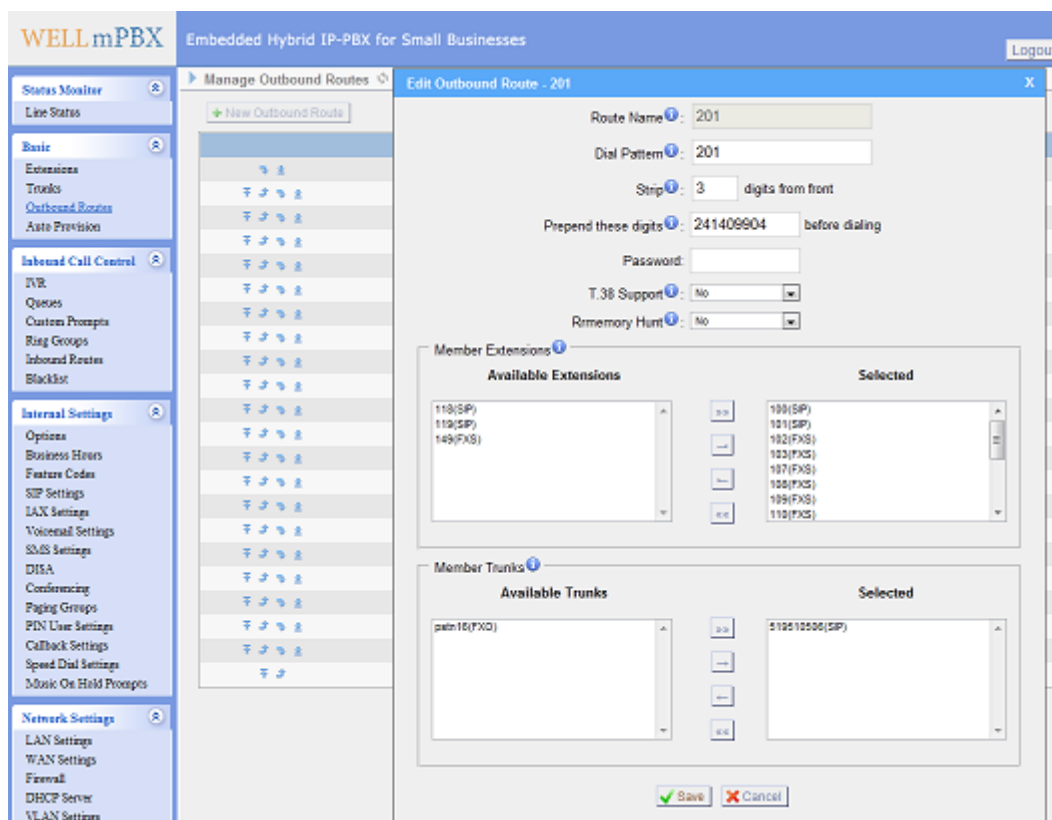 WELL mPBX
Embedded Hybrid IP-PBX for Small Businesses
Logou
Status Monitor
Line Status
Basic
Extensions
Trunks
Outbound Routes
Auto Provision
Inbound Call Control
IVR
Queues
Custom Prompts
Ring Groups
Inbound Routes
Blacklist
Internal Settings
Options
Business Hours
Feature Codes
SIP Settings
IAX Settings
Voicemail Settings
SMS Settings
DISA
Conferencing
Paging Groups
PIN User Settings
Callback Settings
Speed Dial Settings
Music On Hold Prompts
Network Settings
LAN Settings
WAN Settings
Firewall
DHCP Server
VLAN Settings
Manage Outbound Routes
New Outbound Route
Edit Outbound Route - 201 X
Route Name : 201
Dial Pattern : 201
Strip : 3 digits from front
Prepend these digits : 241409904 before dialing
Password:
T.38 Support : No
Rrmemory Hunt : No
Member Extensions
Available Extensions Selected
118(SIP)
119(SIP)
149(FXS)
100(SIP)
101(SIP)
102(FXS)
103(FXS)
107(FXS)
108(FXS)
109(FXS)
110(FXS)
Member Trunks
Available Trunks Selected
pstn16(FXO)
519510506(SIP)
Save Cancel